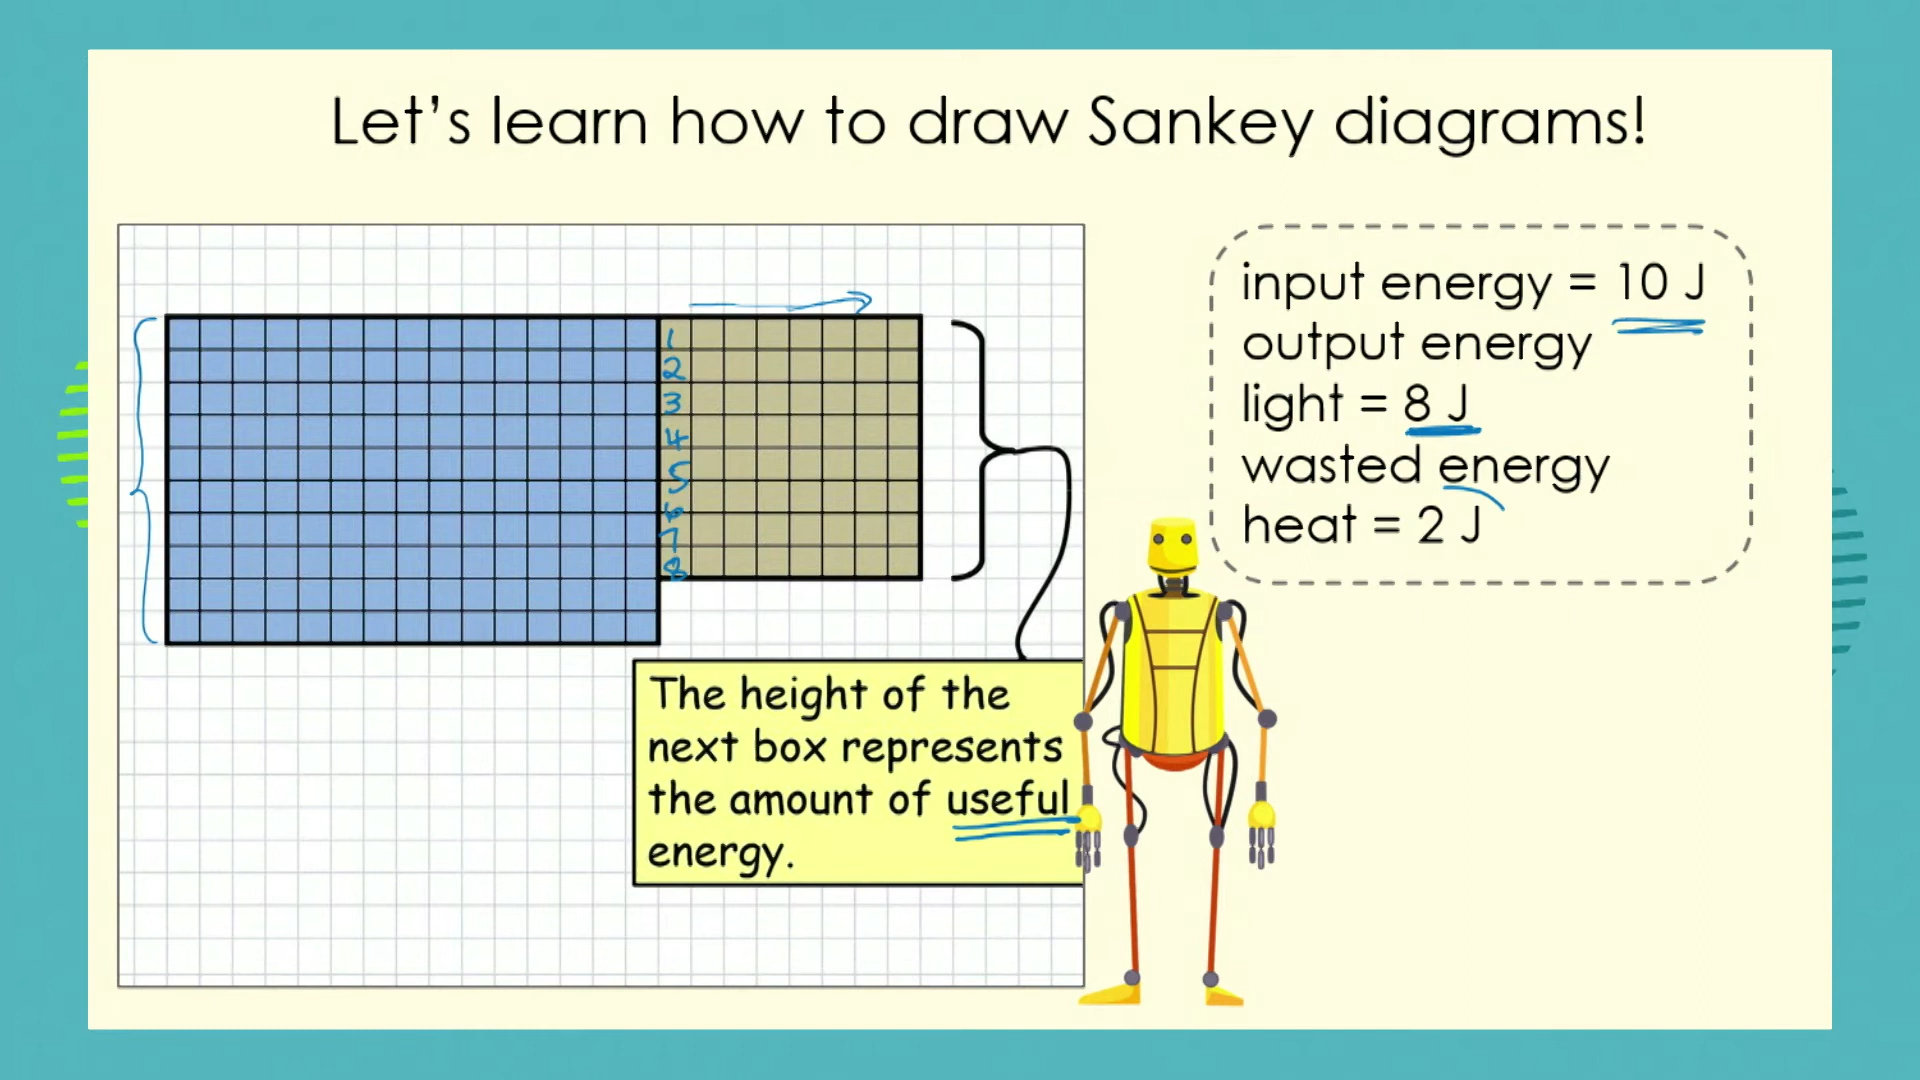 Let's learn how to draw Sankey diagrams!
input energy = 10 J
output energy
light = 8 J
wasted energy
heat = 2 J
1
2
3
4
5
6
7
8
The height of the
next box represents
the amount of useful
energy.